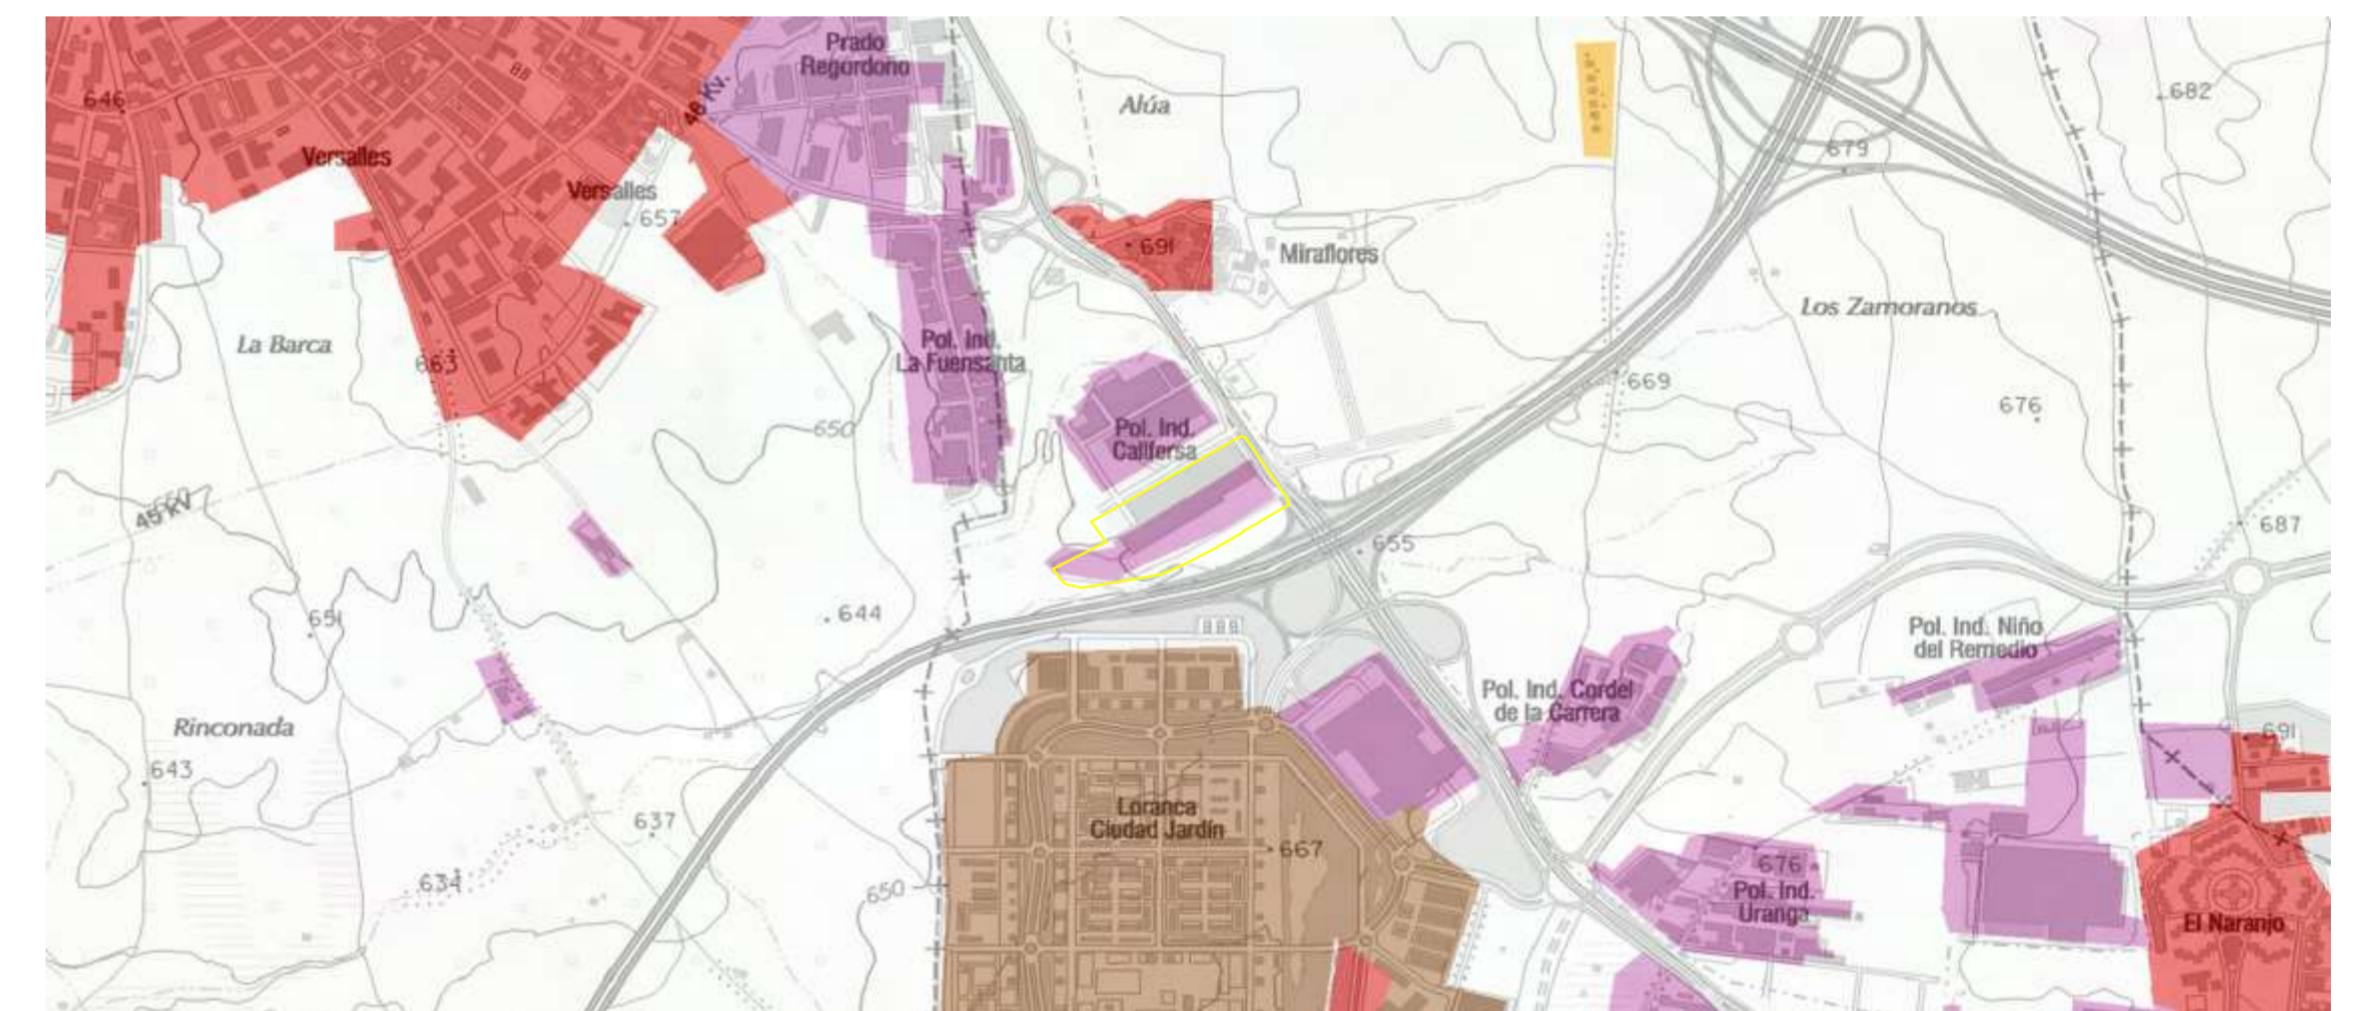 Prado
Regordoño
88
48 Kv.
646
Alúa
682
679
Versalles
Versalles
657
691
Miraflores
La Barca
Los Zamoranos
Pol. Ind.
La Fuensanta
663
669
676
650
Pol. Ind.
Califersa
45 kV
687
655
651
644
Pol. Ind. Niño
del Remedio
Pol. Ind. Cordel
de la Carrera
Rinconada
691
643
Loranca
Ciudad Jardín
637
667
676
634
650
Pol. Ind.
Uranga
El Naranjo